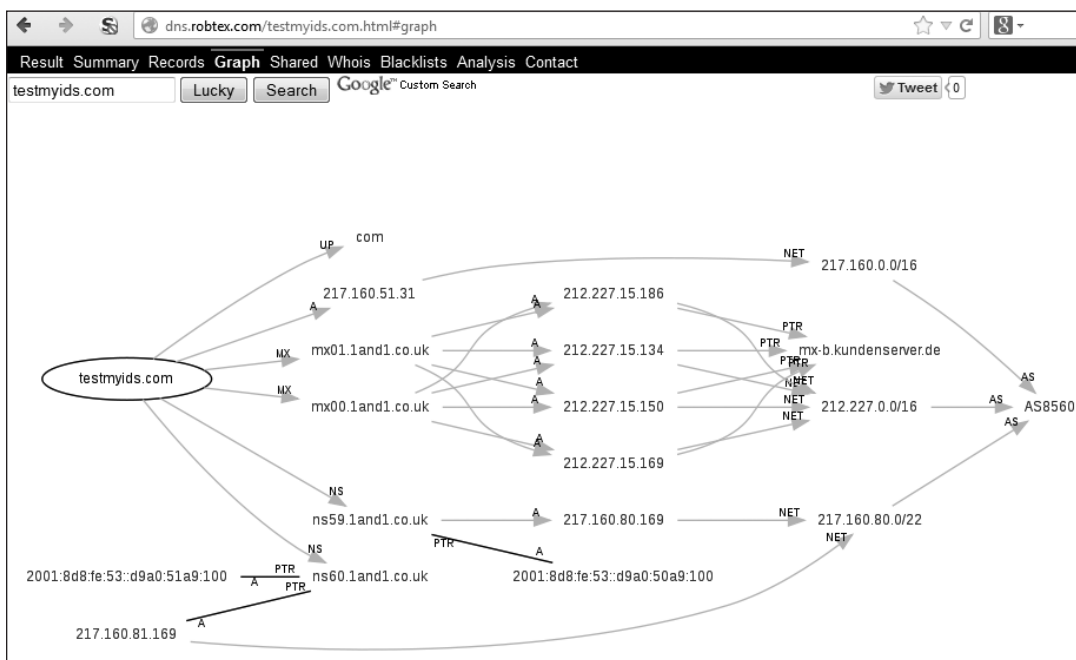 dns.robtex.com/testmyids.com.html#graph
8
Result Summary Records Graph Shared Whois Blacklists Analysis Contact
testmyids.com Lucky Search Google™ Custom Search Tweet 0
UP com
NET 217.160.0.0/16
217.160.51.31
A
212.227.15.186
A
A
PTR
MX mx01.1and1.co.uk
A 212.227.15.134
PTR mx-b.kundenserver.de
A
PTR
PTR
testmyids.com
MX mx00.1and1.co.uk
A
A 212.227.15.150
NET
NET
NET 212.227.0.0/16
AS
AS AS8560
AS
A
A
212.227.15.169
NET
NS
ns59.1and1.co.uk
A 217.160.80.169
NET 217.160.80.0/22
PTR
A
NET
NS
2001:8d8:fe:53::d9a0:51a9:100
PTR
A
ns60.1and1.co.uk
2001:8d8:fe:53::d9a0:50a9:100
PTR
A
217.160.81.169